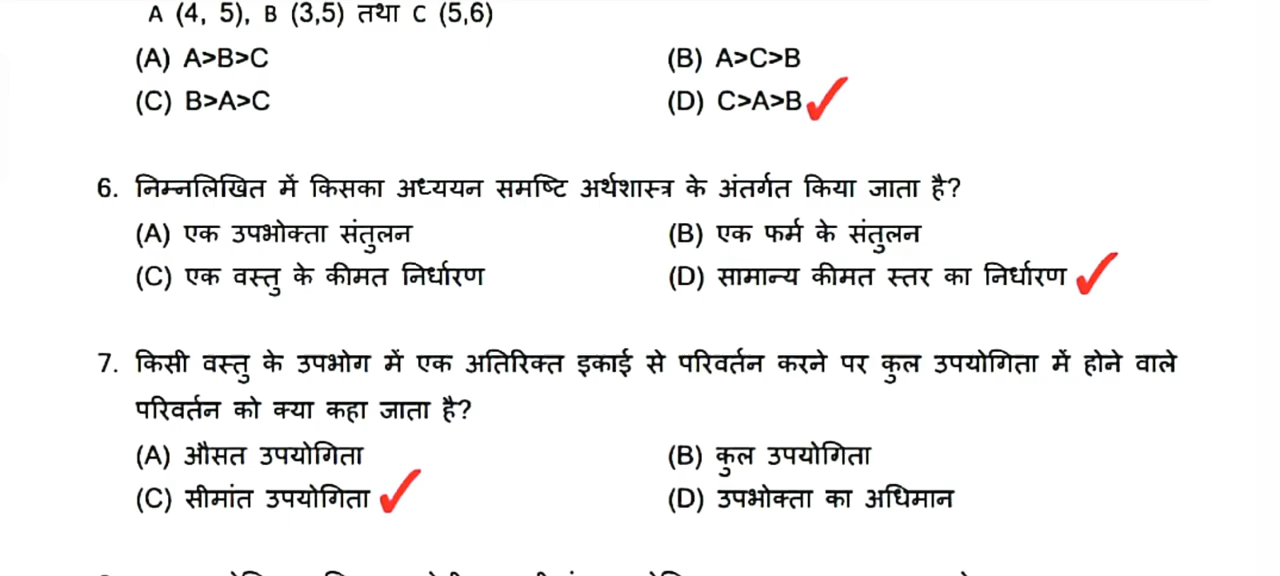 A (4, 5), B (3,5) तथा C (5,6)
(A) A>B>C (B) A>C>B
(C) B>A>C (D) C>A>B
6. निम्नलिखित में किसका अध्ययन समष्टि अर्थशास्त्र के अंतर्गत किया जाता है?
(A) एक उपभोक्ता संतुलन (B) एक फर्म के संतुलन
(C) एक वस्तु के कीमत निर्धारण (D) सामान्य कीमत स्तर का निर्धारण
7. किसी वस्तु के उपभोग में एक अतिरिक्त इकाई से परिवर्तन करने पर कुल उपयोगिता में होने वाले
परिवर्तन को क्या कहा जाता है?
(A) औसत उपयोगिता (B) कुल उपयोगिता
(C) सीमांत उपयोगिता (D) उपभोक्ता का अधिमान